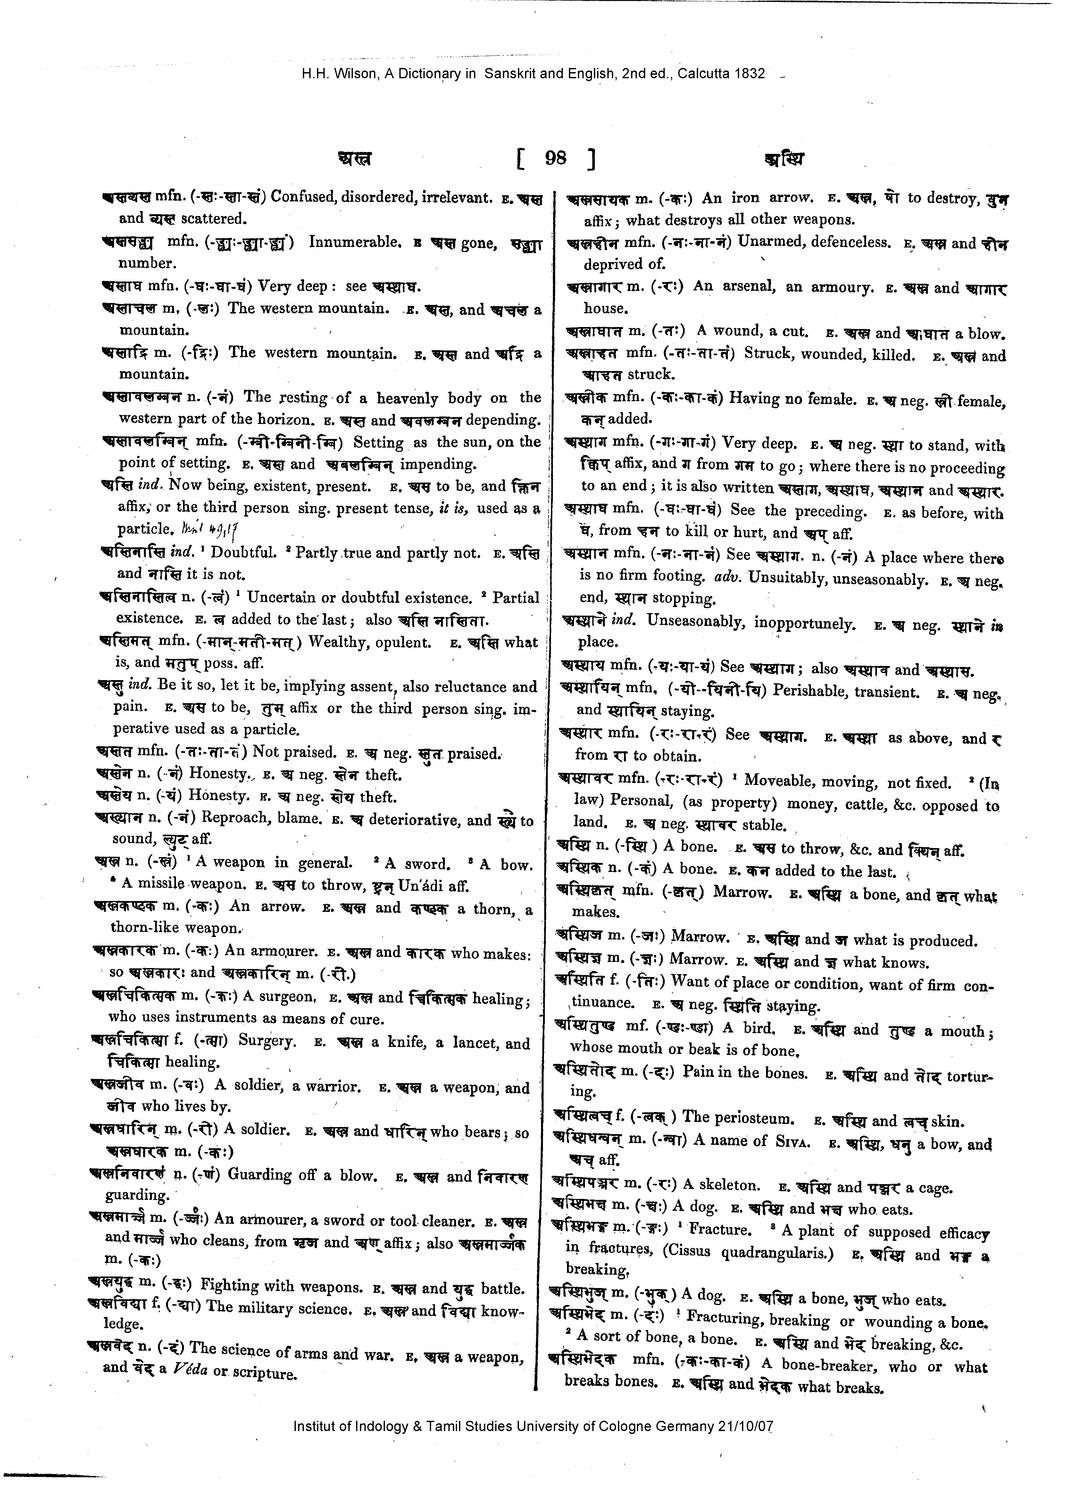 H.H. Wilson, A Dictionary in Sanskrit and English, 2nd ed., Calcutta 1832
अस्त्र [ 98 ] अस्थि
अस्तव्यस्त mfn. (-स्तः-स्ता-स्तं) Confused, disordered, irrelevant. E. अस्त
and व्यस्त scattered.
अस्तसङ्ख्य mfn. (-ङ्ख्यः-ङ्ख्या-ङ्ख्यं) Innumerable. E अस्त gone, सङ्ख्या
number.
अस्ताघ mfn. (-घः-घा-घं) Very deep: see अस्थाघ.
अस्ताचल m, (-लः) The western mountain. E. अस्त, and अचल a
mountain.
अस्ताद्रि m. (-द्रिः) The western mountain. E. अस्त and अद्रि a
mountain.
अस्तावलम्बन n. (-नं) The resting of a heavenly body on the
western part of the horizon. E. अस्त and अवलम्बन depending.
अस्तावलम्बिन् mfn. (-म्बी-म्बिनी-म्बि) Setting as the sun, on the
point of setting. E. अस्त and अवलम्बिन् impending.
अस्ति ind. Now being, existent, present. E. अस to be, and क्तिन
affix, or the third person sing. present tense, it is, used as a
particle.
अस्तिनास्ति ind. ¹ Doubtful. ² Partly true and partly not. E. अस्ति
and नास्ति it is not.
अस्तिनास्तित्व n. (-त्वं) ¹ Uncertain or doubtful existence. ² Partial
existence. E. त्व added to the last; also अस्ति नास्तिता.
अस्तिमत् mfn. (-मान्-मती-मत्) Wealthy, opulent. E. अस्ति what
is, and मतुप् poss. aff.
अस्तु ind. Be it so, let it be, implying assent, also reluctance and
pain. E. अस to be, तुम् affix or the third person sing. im-
perative used as a particle.
अस्तुत mfn. (-तः-ता-तं) Not praised. E. अ neg. स्तुत praised.
अस्तेन n. (-नं) Honesty. E. अ neg. स्तेन theft.
अस्तेय n. (-यं) Honesty. E. अ neg. स्तेय theft.
अस्त्यान n. (-नं) Reproach, blame. E. अ deteriorative, and स्त्यै to
sound, ल्युट् aff.
अस्त्र n. (-स्त्रं) ¹ A weapon in general. ² A sword. ³ A bow.
⁴ A missile weapon. E. अस to throw, ष्ट्रन् Un'ádi aff.
अस्त्रकण्टक m. (-कः) An arrow. E. अस्त्र and कण्टक a thorn, a
thorn-like weapon.
अस्त्रकारक m. (-कः) An armourer. E. अस्त्र and कारक who makes:
so अस्त्रकारः and अस्त्रकारिन् m. (-री.)
अस्त्रचिकित्सक m. (-कः) A surgeon. E. अस्त्र and चिकित्सक healing;
who uses instruments as means of cure.
अस्त्रचिकित्सा f. (-त्सा) Surgery. E. अस्त्र a knife, a lancet, and
चिकित्सा healing.
अस्त्रजीव m. (-वः) A soldier, a warrior. E. अस्त्र a weapon, and
जीव who lives by.
अस्त्रधारिन् m. (-री) A soldier. E. अस्त्र and धारिन् who bears; so
अस्त्रधारक m. (-कः)
अस्त्रनिवारणं n. (-णं) Guarding off a blow. E. अस्त्र and निवारण
guarding.
अस्त्रमार्ज्ज m. (-र्ज्जः) An armourer, a sword or tool cleaner. E. अस्त्र
and मार्ज्ज who cleans, from मृज and अण् affix; also अस्त्रमार्ज्जक
m. (-कः)
अस्त्रयुद्ध m. (-द्धः) Fighting with weapons. E. अस्त्र and युद्ध battle.
अस्त्रविद्या f. (-द्या) The military science. E. अस्त्र and विद्या know-
ledge.
अस्त्रवेद n. (-दं) The science of arms and war. E. अस्त्र a weapon,
and वेद a Véda or scripture.
अस्त्रसायक m. (-कः) An iron arrow. E. अस्त्र, षो to destroy, वुन्
affix; what destroys all other weapons.
अस्त्रहीन mfn. (-नः-ना-नं) Unarmed, defenceless. E. अस्त्र and हीन
deprived of.
अस्त्रागार m. (-रः) An arsenal, an armoury. E. अस्त्र and आगार
house.
अस्त्राघात m. (-तः) A wound, a cut. E. अस्त्र and आघात a blow.
अस्त्राहत mfn. (-तः-ता-तं) Struck, wounded, killed. E. अस्त्र and
आहत struck.
अस्त्रीक mfn. (-कः-का-कं) Having no female. E. अ neg. स्त्री female,
कन् added.
अस्थाग mfn. (-गः-गा-गं) Very deep. E. अ neg. स्था to stand, with
क्विप् affix, and ग from गम to go; where there is no proceeding
to an end; it is also written अस्ताग, अस्थाघ, अस्थान and अस्थार.
अस्थाघ mfn. (-घः-घा-घं) See the preceding. E. as before, with
घ, from हन to kill or hurt, and अप् aff.
अस्थान mfn. (-नः-ना-नं) See अस्थाग. n. (-नं) A place where there
is no firm footing. adv. Unsuitably, unseasonably. E. अ neg.
end, स्थान stopping.
अस्थाने ind. Unseasonably, inopportunely. E. अ neg. स्थाने in
place.
अस्थाय mfn. (-यः-या-यं) See अस्थाग; also अस्थाव and अस्थास.
अस्थायिन् mfn. (-यी--यिनी-यि) Perishable, transient. E. अ neg.
and स्थायिन् staying.
अस्थार mfn. (-रः-रा-रं) See अस्थाग. E. अस्था as above, and र
from रा to obtain.
अस्थावर mfn. (-रः-रा-रं) ¹ Moveable, moving, not fixed. ² (In
law) Personal, (as property) money, cattle, &c. opposed to
land. E. अ neg. स्थावर stable.
अस्थि n. (-स्थि) A bone. E. अस to throw, &c. and क्थिन् aff.
अस्थिक n. (-कं) A bone. E. कन added to the last.
अस्थिकृत् mfn. (-कृत्) Marrow. E. अस्थि a bone, and कृत् what
makes.
अस्थिज m. (-जः) Marrow. E. अस्थि and ज what is produced.
अस्थिज्ञ m. (-ज्ञः) Marrow. E. अस्थि and ज्ञ what knows.
अस्थिति f. (-तिः) Want of place or condition, want of firm con-
tinuance. E. अ neg. स्थिति staying.
अस्थितुण्ड mf. (-ण्डः-ण्डा) A bird. E. अस्थि and तुण्ड a mouth;
whose mouth or beak is of bone.
अस्थितोद m. (-दः) Pain in the bones. E. अस्थि and तोद tortur-
ing.
अस्थित्वच् f. (-त्वक्) The periosteum. E. अस्थि and त्वच् skin.
अस्थिधन्वन् m. (-न्वा) A name of SIVA. E. अस्थि, धनु a bow, and
अच् aff.
अस्थिपञ्जर m. (-रः) A skeleton. E. अस्थि and पञ्जर a cage.
अस्थिभक्ष m. (-क्षः) A dog. E. अस्थि and भक्ष who eats.
अस्थिभङ्ग m. (-ङ्गः) ¹ Fracture. ² A plant of supposed efficacy
in fractures, (Cissus quadrangularis.) E. अस्थि and भङ्ग a
breaking.
अस्थिभुज् m. (-भुक्) A dog. E. अस्थि a bone, भुज् who eats.
अस्थिभेद m. (-दः) ¹ Fracturing, breaking or wounding a bone.
² A sort of bone, a bone. E. अस्थि and भेद breaking, &c.
अस्थिभेदक mfn. (-कः-का-कं) A bone-breaker, who or what
breaks bones. E. अस्थि and भेदक what breaks.
Institut of Indology & Tamil Studies University of Cologne Germany 21/10/07